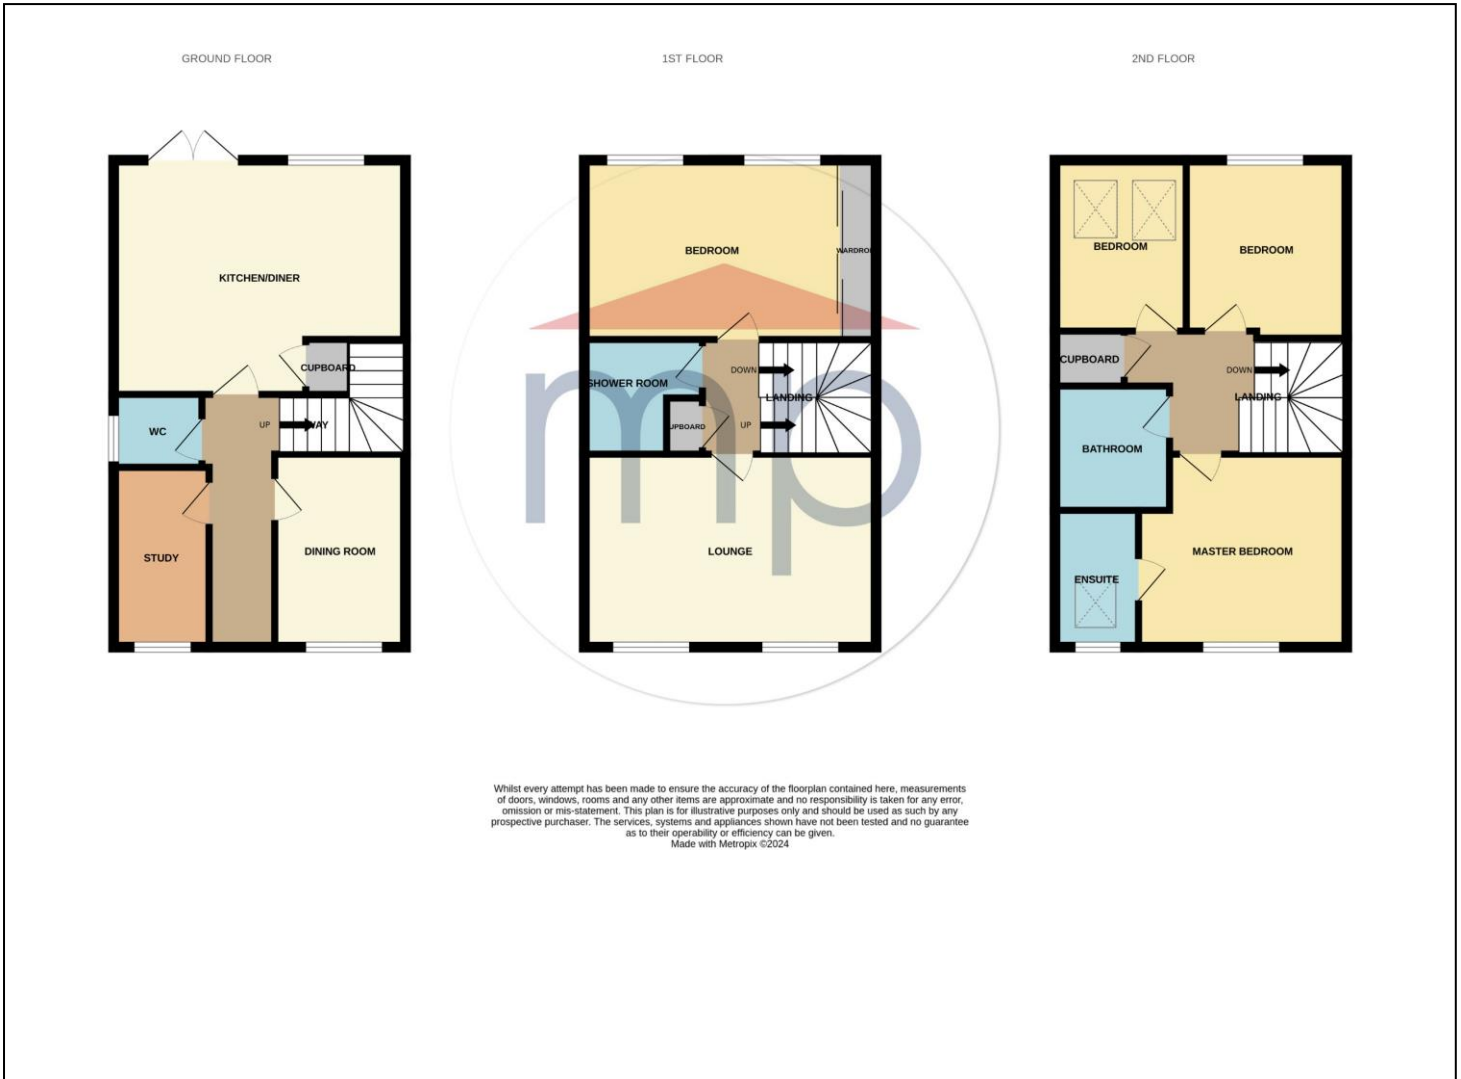 GROUND FLOOR
1ST FLOOR
2ND FLOOR
KITCHEN/DINER
CUPBOARD
WC
UP
WAY
STUDY
DINING ROOM
BEDROOM
WARDRO
SHOWER ROOM
DOWN
LANDING
UPBOARD
UP
LOUNGE
mp
BEDROOM
BEDROOM
CUPBOARD
DOWN
LANDING
BATHROOM
MASTER BEDROOM
ENSUITE
Whilst every attempt has been made to ensure the accuracy of the floorplan contained here, measurements
of doors, windows, rooms and any other items are approximate and no responsibility is taken for any error,
omission or mis-statement. This plan is for illustrative purposes only and should be used as such by any
prospective purchaser. The services, systems and appliances shown have not been tested and no guarantee
as to their operability or efficiency can be given.
Made with Metropix ©2024